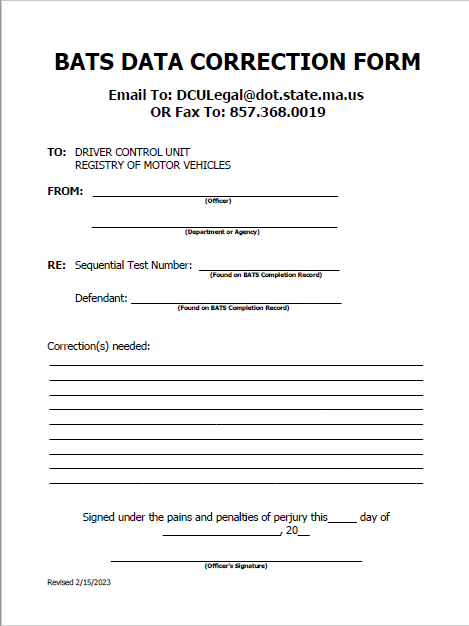 BATS DATA CORRECTION FORM
Email To: DCULegal@dot.state.ma.us
OR Fax To: 857.368.0019
TO: DRIVER CONTROL UNIT
REGISTRY OF MOTOR VEHICLES
FROM: ______________________________
(Officer)
______________________________
(Department or Agency)
RE: Sequential Test Number: ____________________
(Found on BATS Completion Record)
Defendant: ______________________________
(Found on BATS Completion Record)
Correction(s) needed:
Signed under the pains and penalties of perjury this_____ day of
____________________, 20__
(Officer's Signature)
Revised 2/15/2023